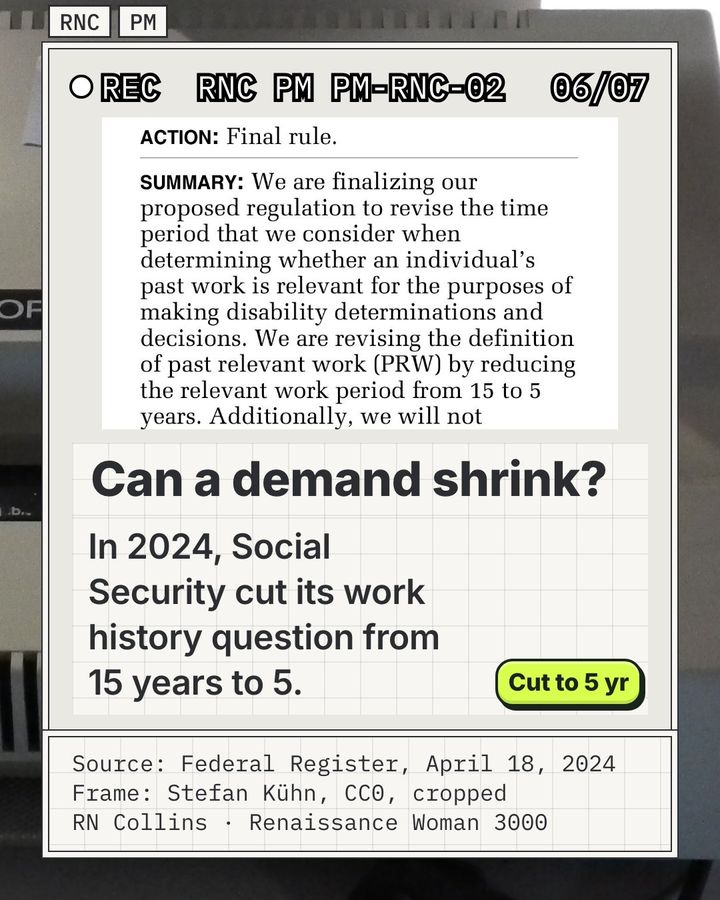 RNC PM
REC RNC PM PM-RNC-02 06/07
ACTION: Final rule.
SUMMARY: We are finalizing our
proposed regulation to revise the time
period that we consider when
determining whether an individual’s
past work is relevant for the purposes of
making disability determinations and
decisions. We are revising the definition
of past relevant work (PRW) by reducing
the relevant work period from 15 to 5
years. Additionally, we will not
Can a demand shrink?
In 2024, Social
Security cut its work
history question from
15 years to 5.
Cut to 5 yr
Source: Federal Register, April 18, 2024
Frame: Stefan Kühn, CC0, cropped
RN Collins · Renaissance Woman 3000